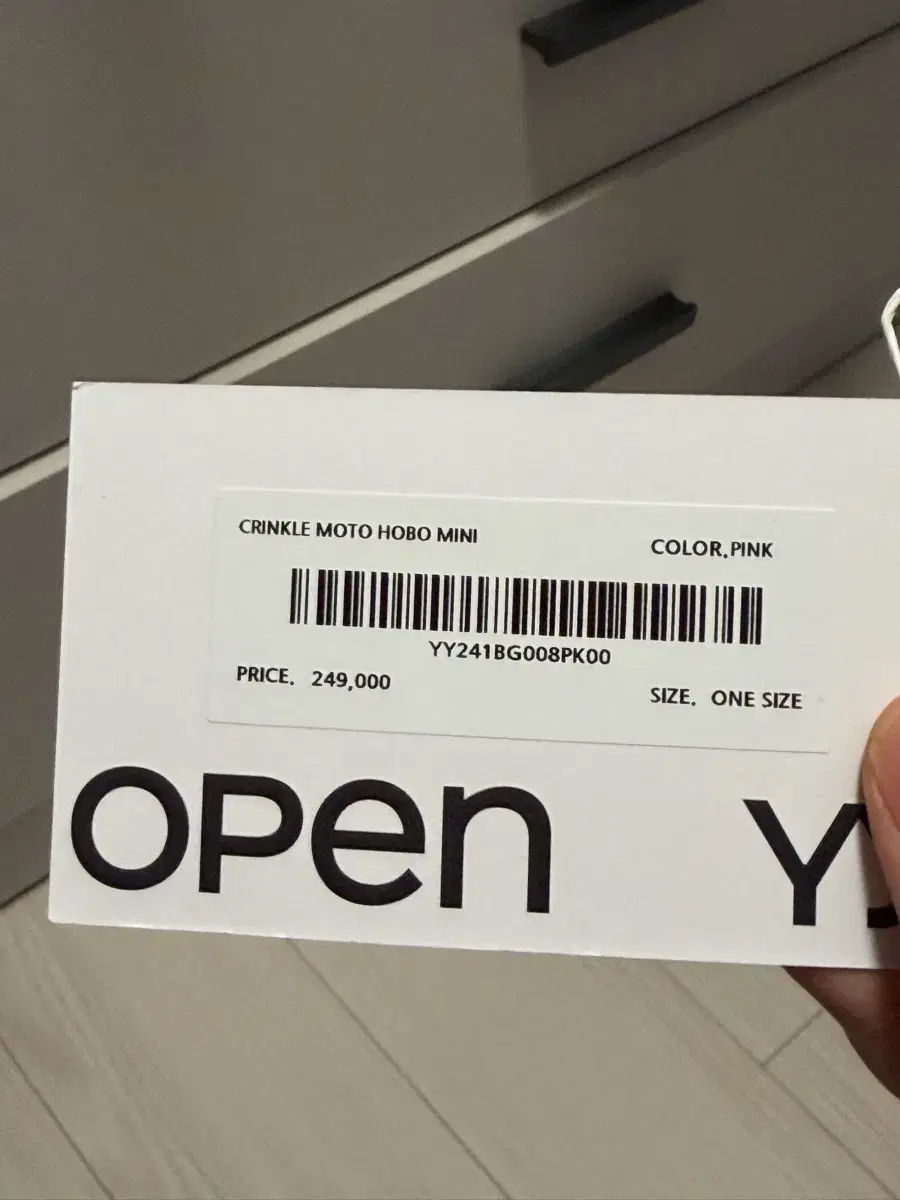 CRINKLE MOTO HOBO MINI
COLOR.PINK
YY241BG008PK00
PRICE. 249,000
SIZE. ONE SIZE
OPEN